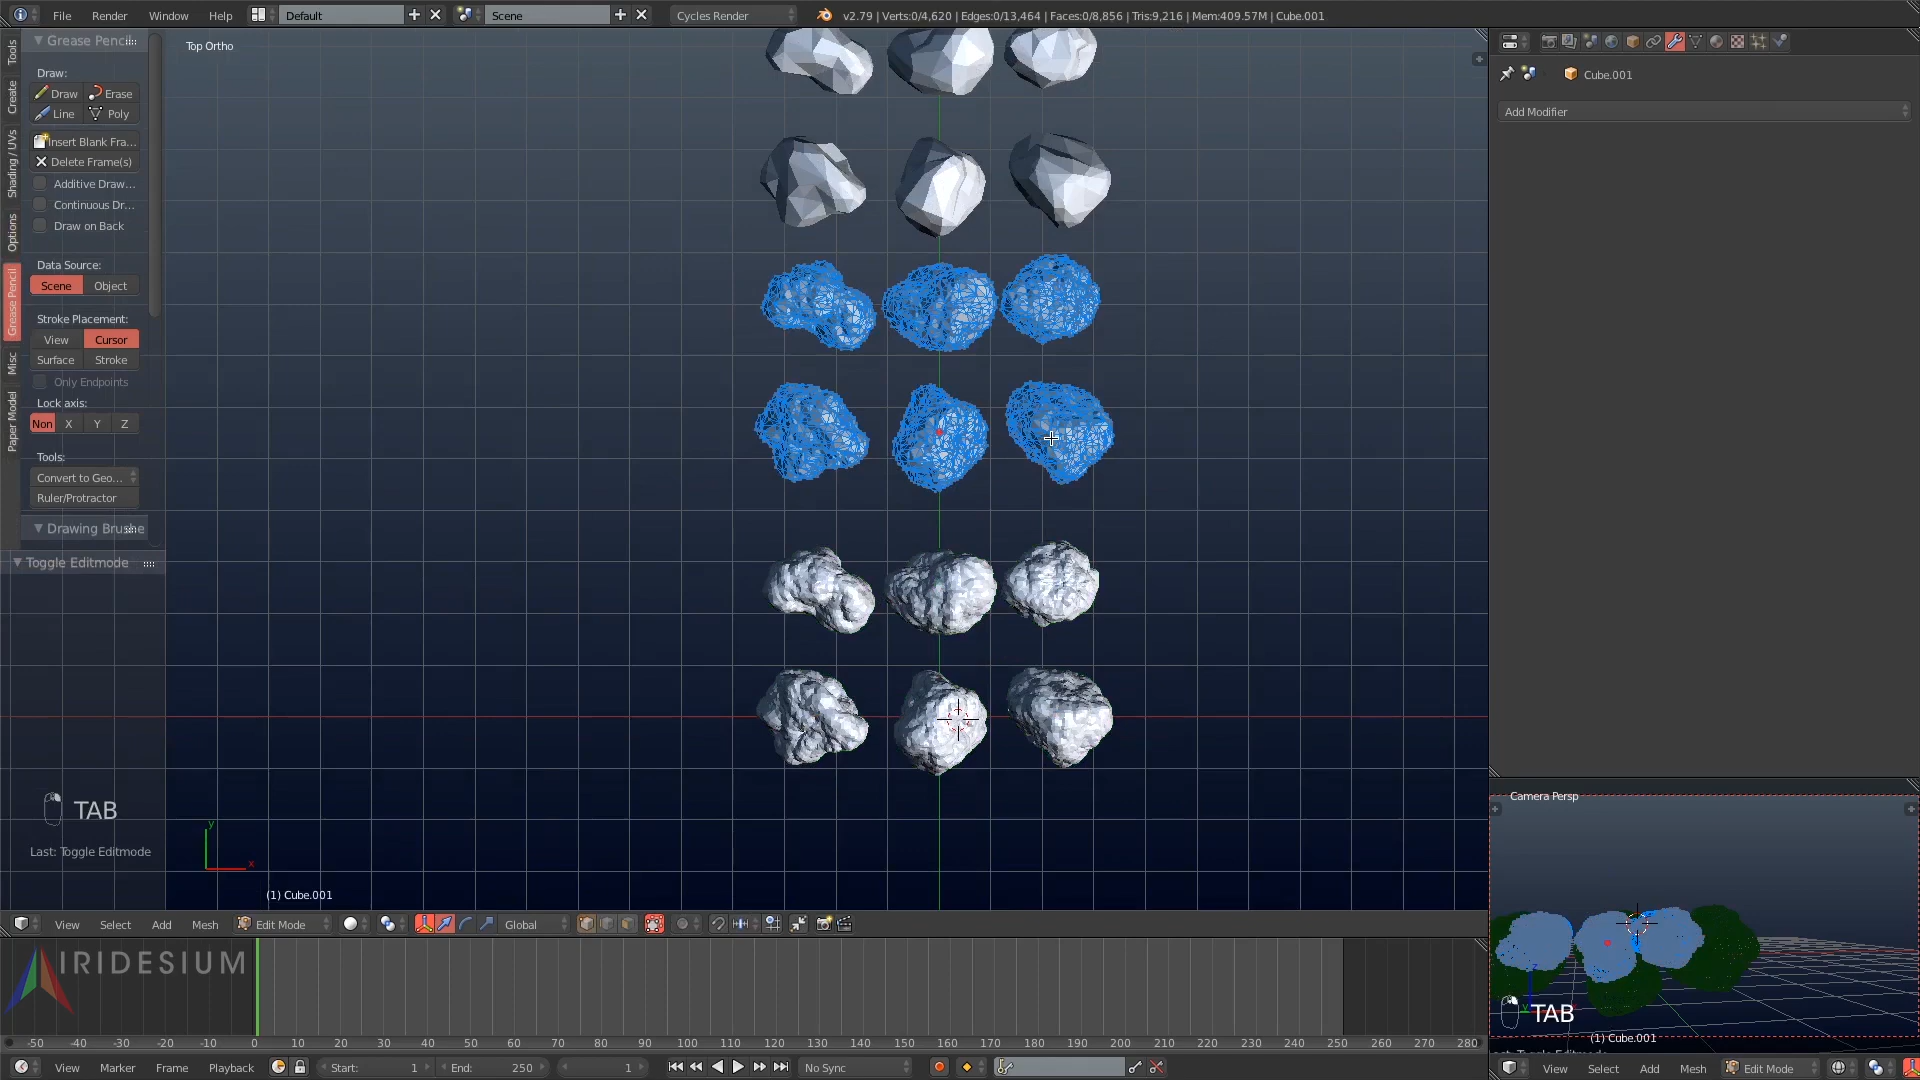 File Render Window Help Default Scene Cycles Render v2.79 | Verts:0/4,620 | Edges:0/13,464 | Faces:0/8,856 | Tris:9,216 | Mem:409.57M | Cube.001
Grease Pencil
Top Ortho
Tools
Create
Shading / UVs
Options
Grease Pencil
Misc
Paper Model
Draw:
Draw Erase
Line Poly
Insert Blank Fra...
Delete Frame(s)
Additive Draw...
Continuous Dr...
Draw on Back
Data Source:
Scene Object
Stroke Placement:
View Cursor
Surface Stroke
Only Endpoints
Lock axis:
Non X Y Z
Tools:
Convert to Geo...
Ruler/Protractor
Drawing Brushe
Toggle Editmode
TAB
Last: Toggle Editmode
y
x
(1) Cube.001
Cube.001
Add Modifier
Camera Persp
TAB
(1) Cube.001
View Select Add Mesh Edit Mode Global
IRIDESIUM
-50 -40 -30 -20 -10 0 10 20 30 40 50 60 70 80 90 100 110 120 130 140 150 160 170 180 190 200 210 220 230 240 250 260 270 280
View Marker Frame Playback Start: 1 End: 250 1 No Sync
View Select Add Mesh Edit Mode